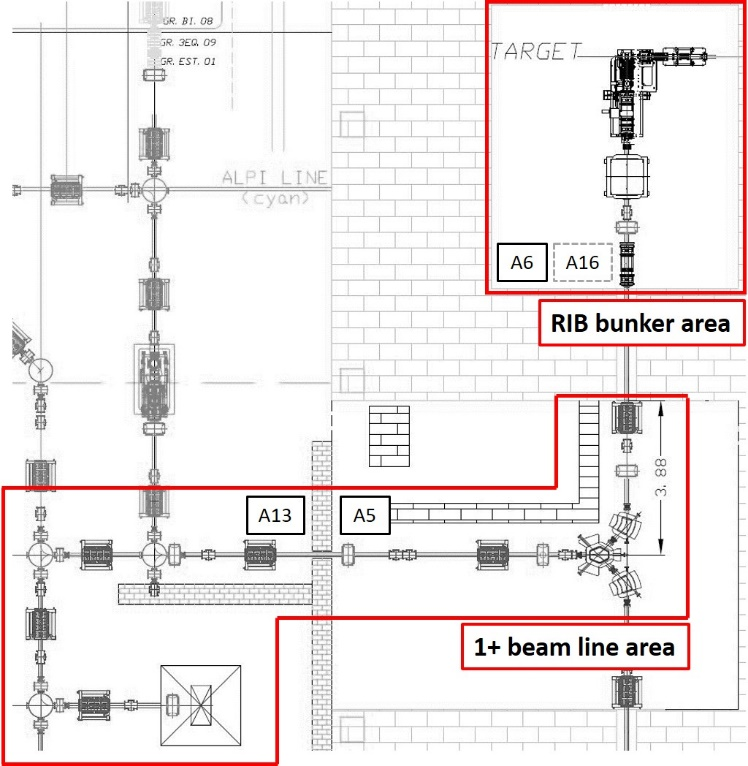 GR. BI. 08
GR. 3EQ. 09
GR. EST. 01
TARGET
ALPI LINE
(cyan)
A6
A16
RIB bunker area
3. 88
A13
A5
1+ beam line area